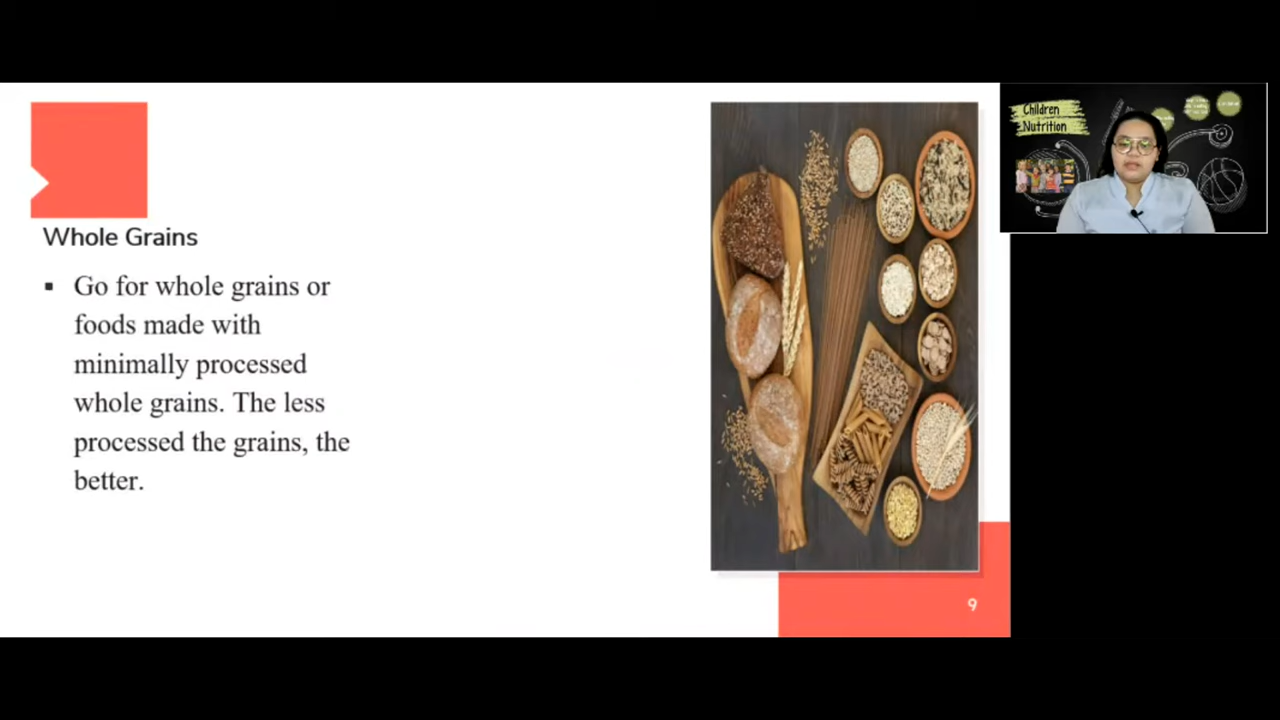 Whole Grains
▪ Go for whole grains or
foods made with
minimally processed
whole grains. The less
processed the grains, the
better.
9
Children
Nutrition